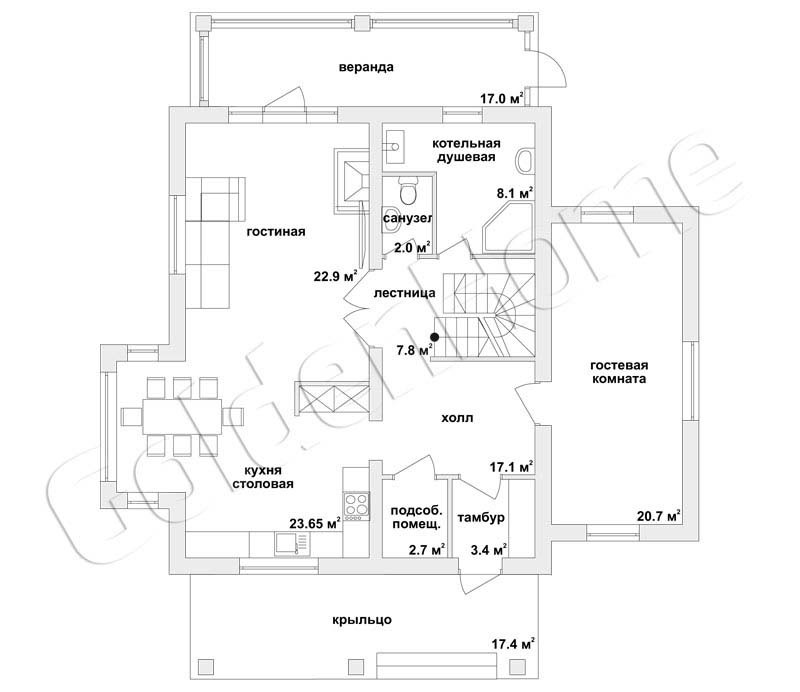 веранда
17.0 м²
котельная
душевая
8.1 м²
санузел
2.0 м²
гостиная
22.9 м²
лестница
7.8 м²
гостевая
комната
20.7 м²
холл
17.1 м²
кухня
столовая
23.65 м²
подсоб.
помещ.
2.7 м²
тамбур
3.4 м²
крыльцо
17.4 м²
GoldenHome